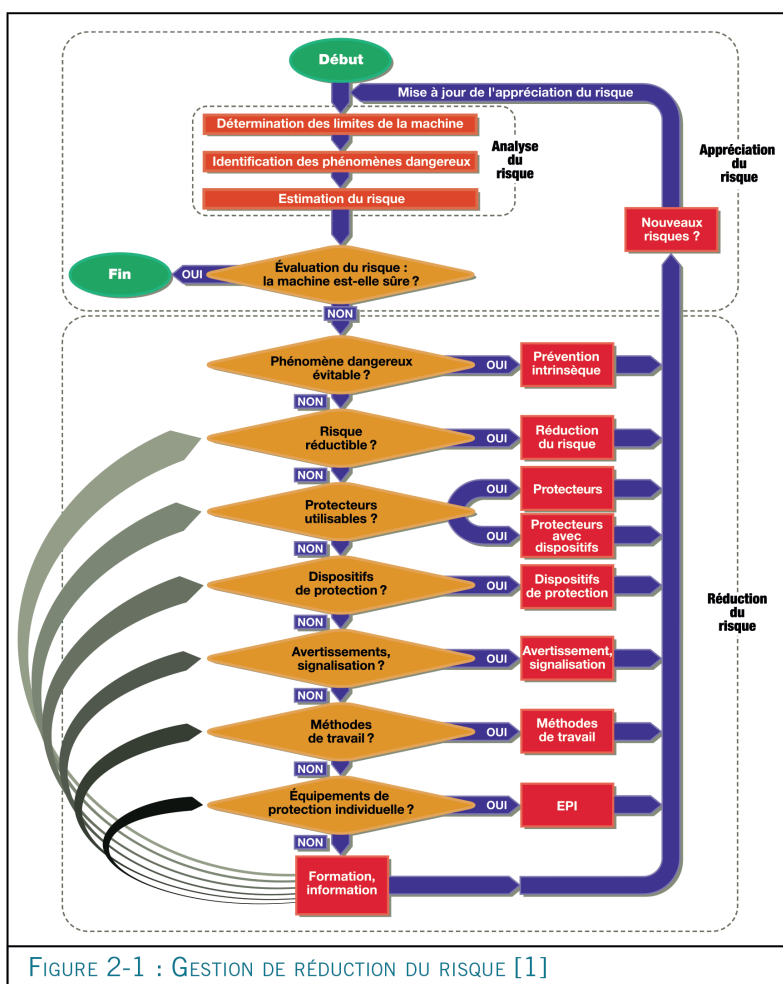 Début
Mise à jour de l'appréciation du risque
Détermination des limites de la machine
Identification des phénomènes dangereux
Estimation du risque
Analyse
du
risque
Appréciation
du
risque
Nouveaux
risques ?
Fin
OUI
Évaluation du risque :
la machine est-elle sûre ?
NON
Phénomène dangereux
évitable ?
OUI
Prévention
intrinsèque
NON
Risque
réductible ?
OUI
Réduction
du risque
NON
Protecteurs
utilisables ?
OUI
Protecteurs
OUI
Protecteurs
avec
dispositifs
NON
Dispositifs
de protection ?
OUI
Dispositifs
de protection
Réduction
du
risque
NON
Avertissements,
signalisation ?
OUI
Avertissement,
signalisation
NON
Méthodes
de travail ?
OUI
Méthodes
de travail
NON
Équipements de
protection individuelle ?
OUI
EPI
NON
Formation,
information
FIGURE 2-1 : GESTION DE RÉDUCTION DU RISQUE [1]